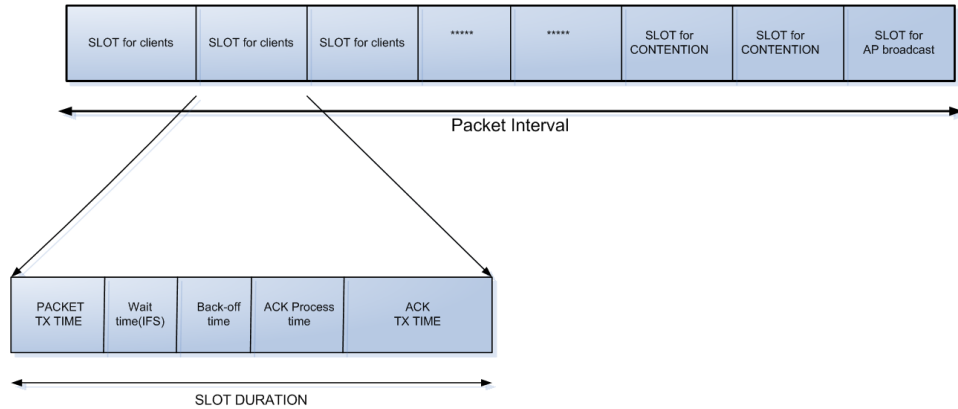 SLOT for clients
SLOT for clients
SLOT for clients
*****
*****
SLOT for
CONTENTION
SLOT for
CONTENTION
SLOT for
AP broadcast
Packet Interval
PACKET
TX TIME
Wait
time(IFS)
Back-off
time
ACK Process
time
ACK
TX TIME
SLOT DURATION